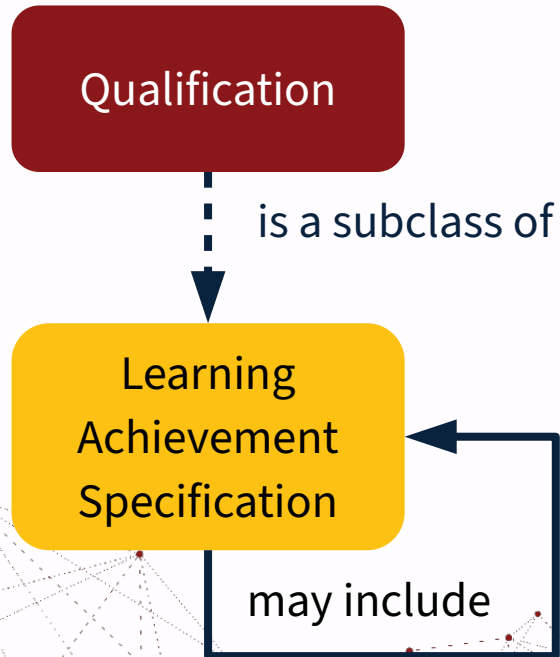 Qualification
is a subclass of
Learning
Achievement
Specification
may include